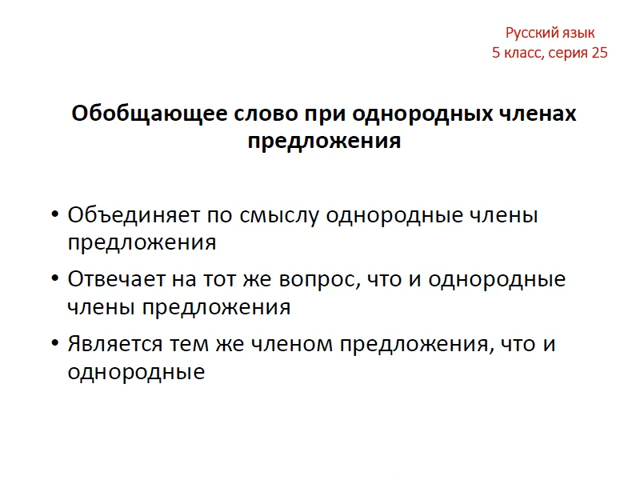 Русский язык
5 класс, серия 25
Обобщающее слово при однородных членах
предложения
• Объединяет по смыслу однородные члены
предложения
• Отвечает на тот же вопрос, что и однородные
члены предложения
• Является тем же членом предложения, что и
однородные